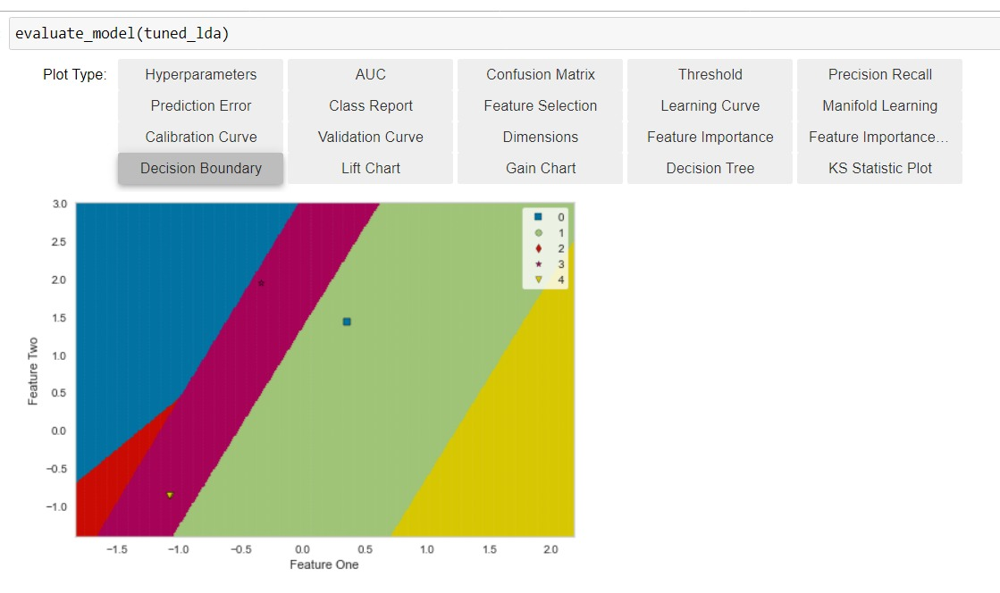 evaluate_model(tuned_lda)
Plot Type: Hyperparameters AUC Confusion Matrix Threshold Precision Recall
Prediction Error Class Report Feature Selection Learning Curve Manifold Learning
Calibration Curve Validation Curve Dimensions Feature Importance Feature Importance…
Decision Boundary Lift Chart Gain Chart Decision Tree KS Statistic Plot
3.0
2.5
2.0
1.5
1.0
0.5
0.0
−0.5
−1.0
Feature Two
0
1
2
3
4
−1.5 −1.0 −0.5 0.0 0.5 1.0 1.5 2.0
Feature One